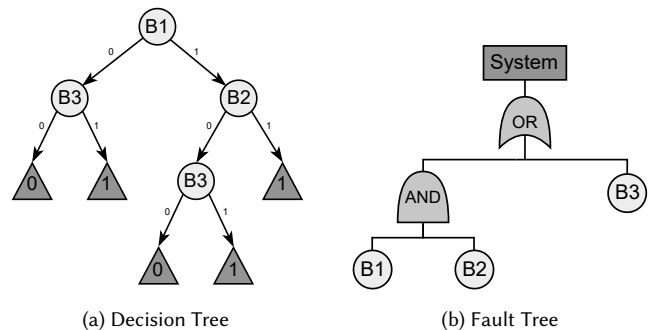 B1
0
1
B3
B2
0
1
0
1
0
1
B3
1
0
1
0
1
(a) Decision Tree
System
OR
AND
B3
B1
B2
(b) Fault Tree